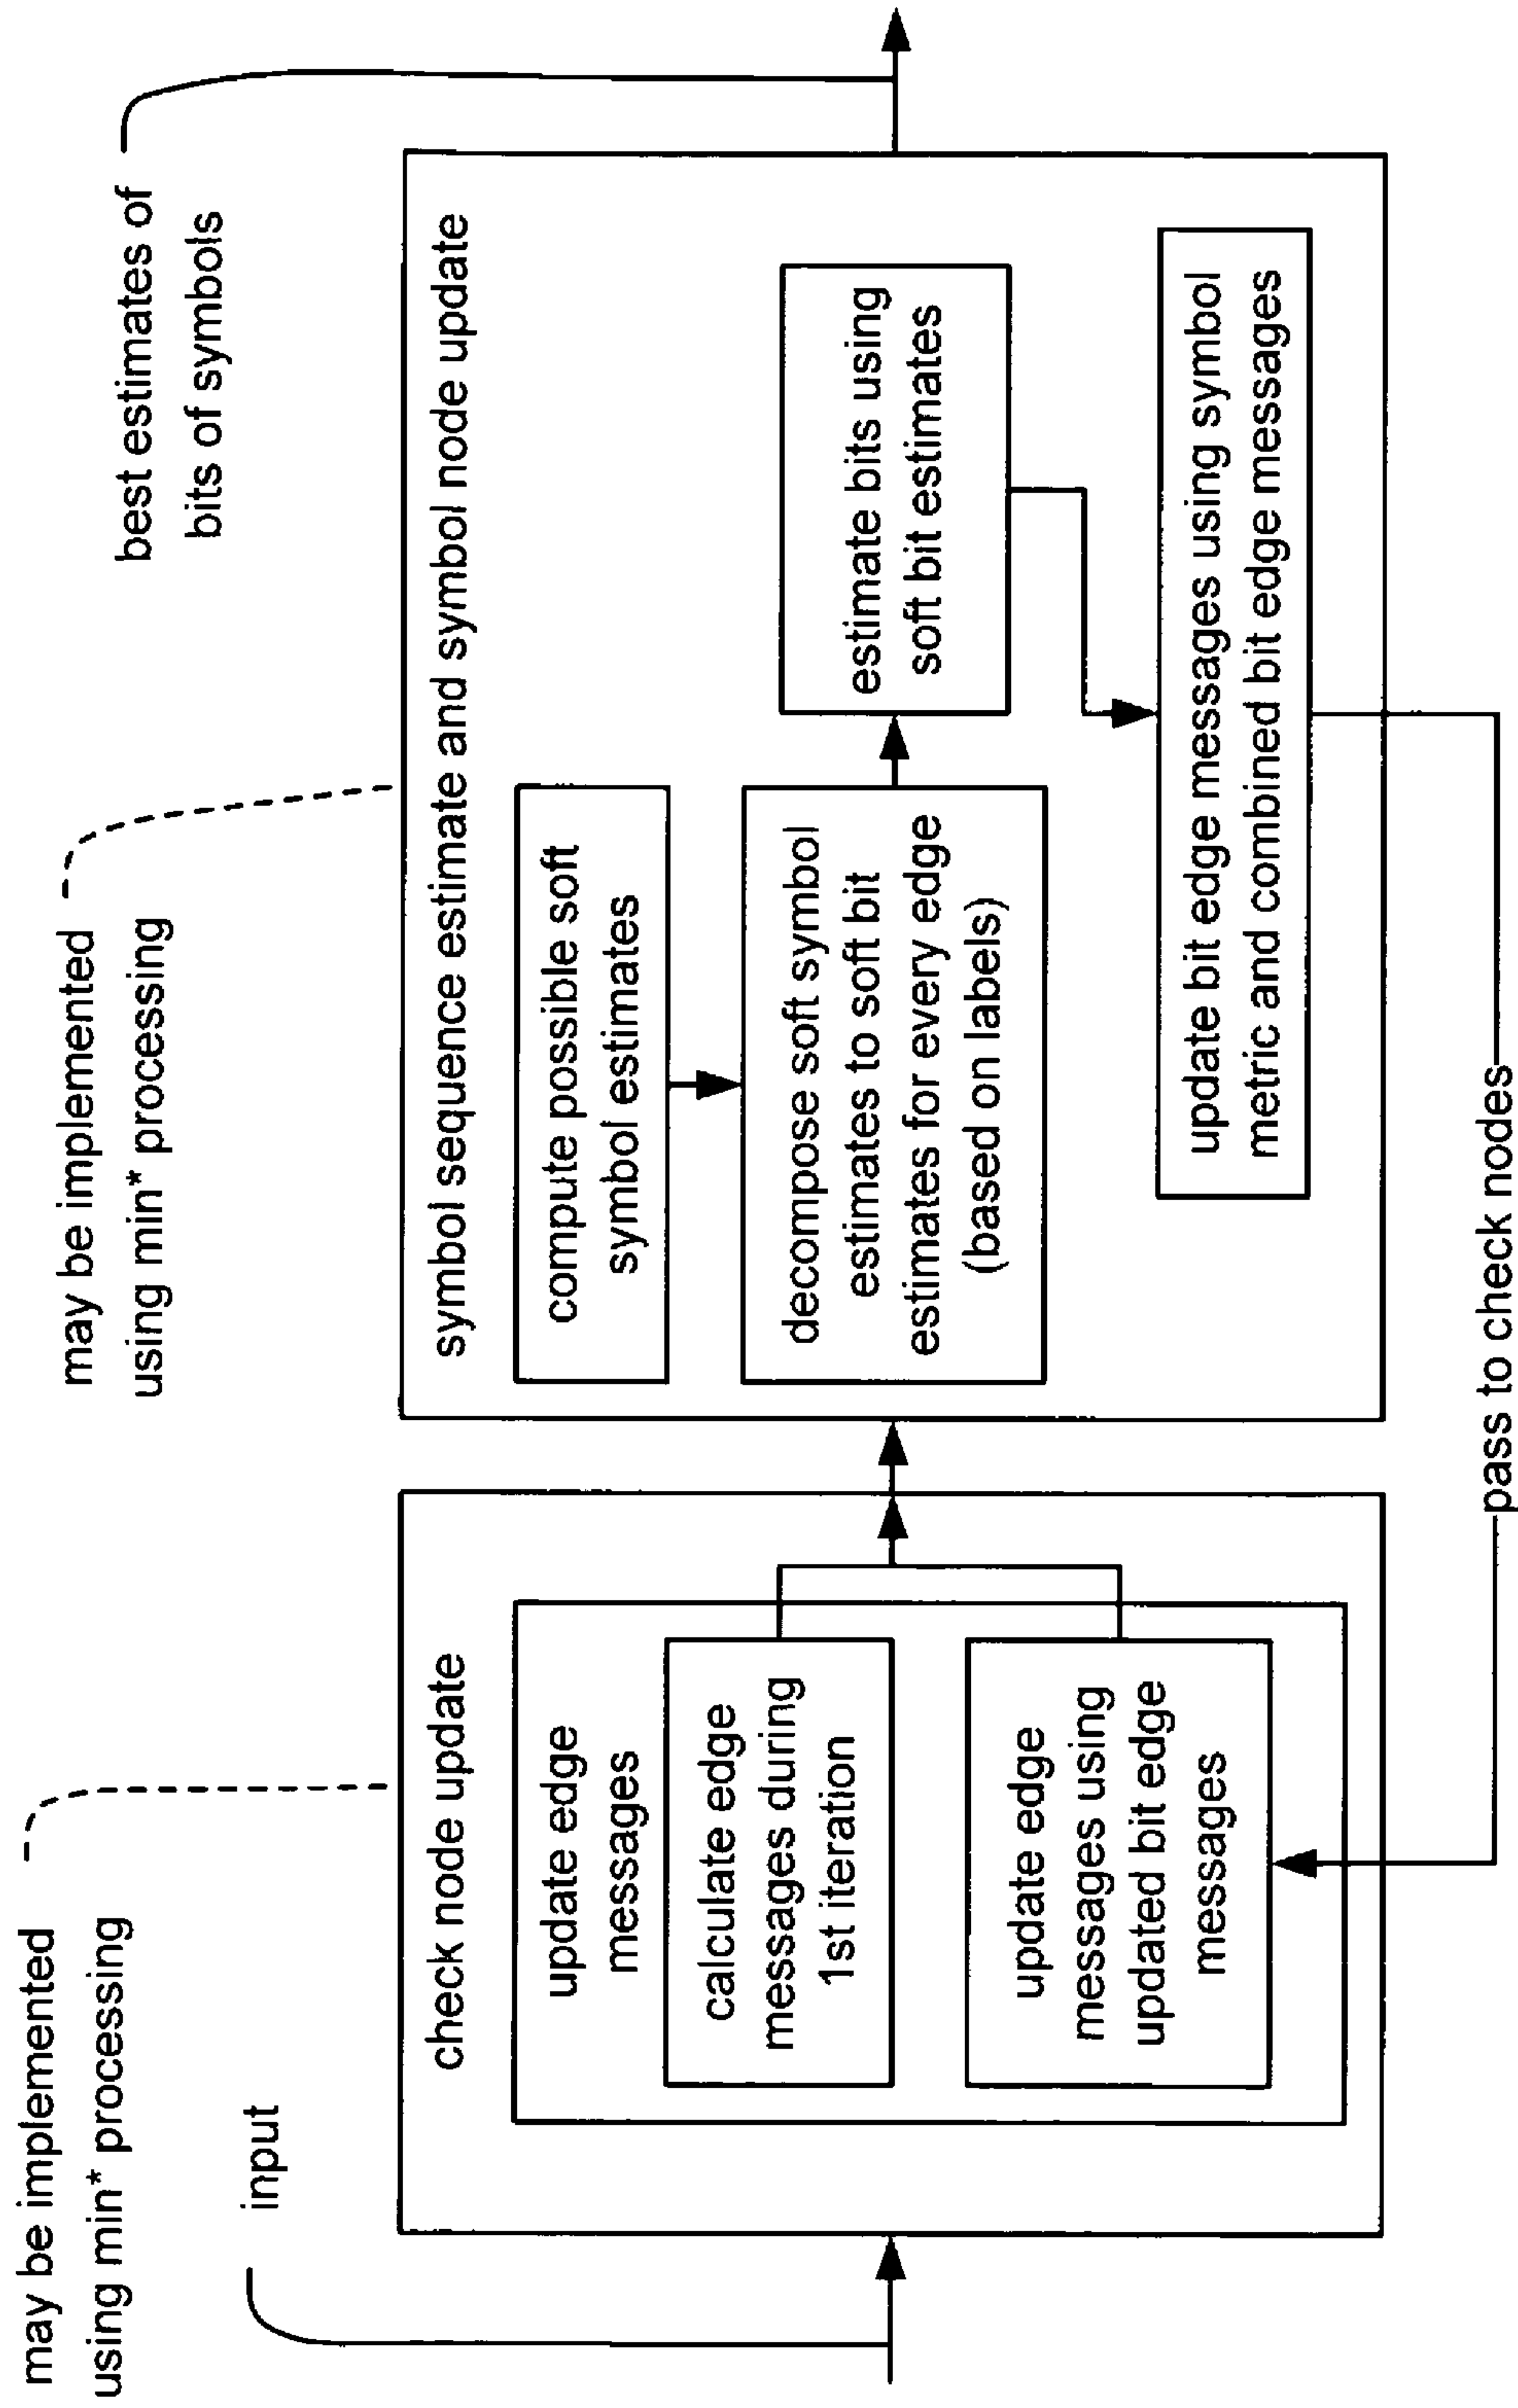 may be implemented
using min* processing
input
check node update
update edge
messages
calculate edge
messages during
1st iteration
update edge
messages using
updated bit edge
messages
may be implemented
using min* processing
symbol sequence estimate and symbol node update
compute possible soft
symbol estimates
decompose soft symbol
estimates to soft bit
estimates for every edge
(based on labels)
estimate bits using
soft bit estimates
update bit edge messages using symbol
metric and combined bit edge messages
best estimates of
bits of symbols
pass to check nodes